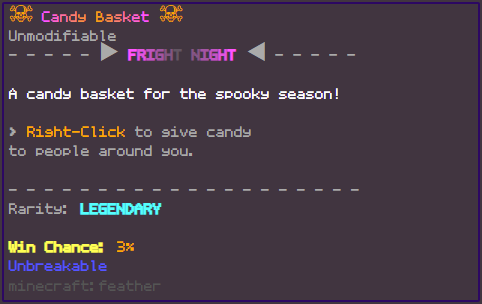 ☠ Candy Basket ☠
Unmodifiable
- - - - - ▶ FRIGHT NIGHT ◀ - - - - -
A candy basket for the spooky season!
> Right-Click to give candy
to people around you.
- - - - - - - - - - - - - - - - - - - -
Rarity: LEGENDARY
Win Chance: 3%
Unbreakable
minecraft:feather